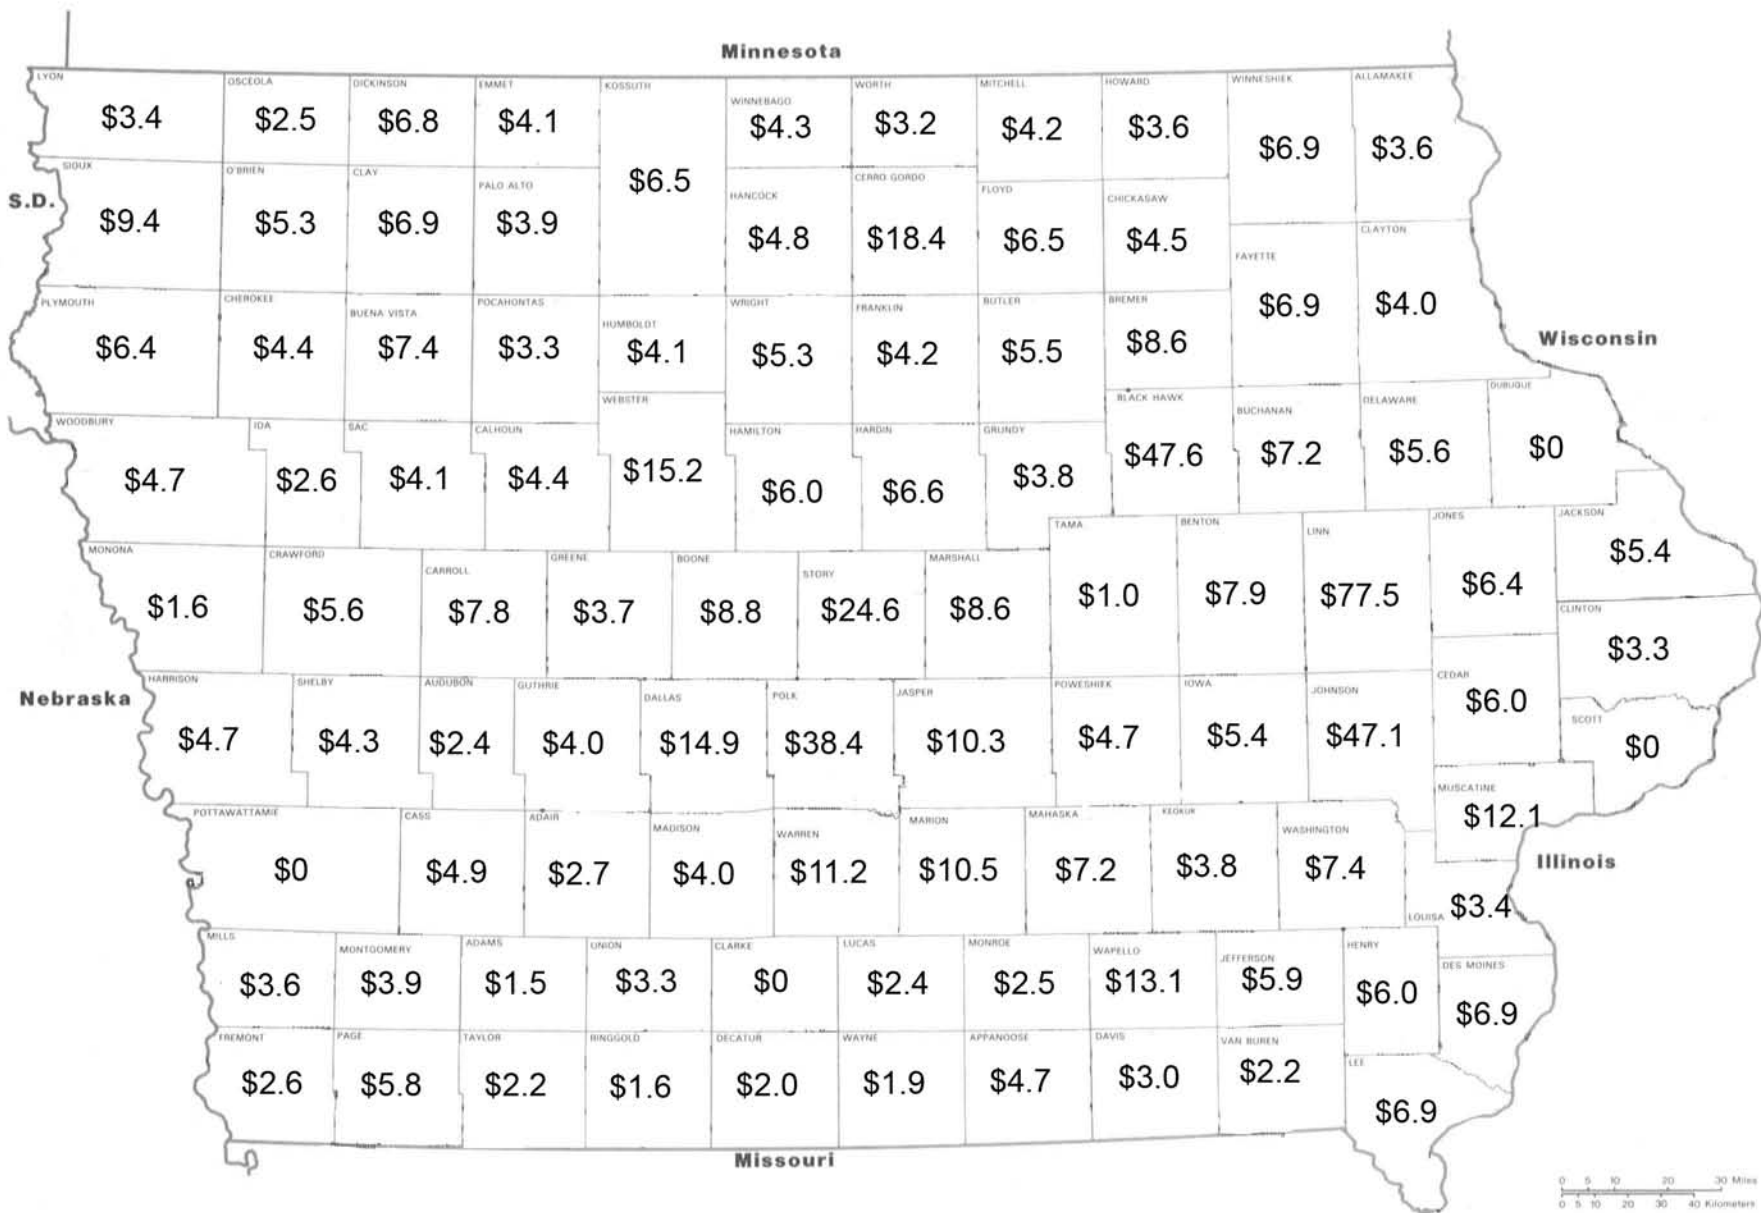 Minnesota
LYON
OSCEOLA
DICKINSON
EMMET
KOSSUTH
WINNEBAGO
WORTH
MITCHELL
HOWARD
WINNESHIEK
ALLAMAKEE
$3.4
$2.5
$6.8
$4.1
$6.5
$4.3
$3.2
$4.2
$3.6
$6.9
$3.6
S.D.
SIOUX
O'BRIEN
CLAY
PALO ALTO
HANCOCK
CERRO GORDO
FLOYD
CHICKASAW
FAYETTE
CLAYTON
$9.4
$5.3
$6.9
$3.9
$4.8
$18.4
$6.5
$4.5
$6.9
$4.0
PLYMOUTH
CHEROKEE
BUENA VISTA
POCAHONTAS
HUMBOLDT
WRIGHT
FRANKLIN
BUTLER
BREMER
$6.4
$4.4
$7.4
$3.3
$4.1
$5.3
$4.2
$5.5
$8.6
Wisconsin
WOODBURY
IDA
SAC
CALHOUN
WEBSTER
HAMILTON
HARDIN
GRUNDY
BLACK HAWK
BUCHANAN
DELAWARE
DUBUQUE
$4.7
$2.6
$4.1
$4.4
$15.2
$6.0
$6.6
$3.8
$47.6
$7.2
$5.6
$0
MONONA
CRAWFORD
CARROLL
GREENE
BOONE
STORY
MARSHALL
TAMA
BENTON
LINN
JONES
JACKSON
$1.6
$5.6
$7.8
$3.7
$8.8
$24.6
$8.6
$1.0
$7.9
$77.5
$6.4
$5.4
CLINTON
$3.3
Nebraska
HARRISON
SHELBY
AUDUBON
GUTHRIE
DALLAS
POLK
JASPER
POWESHIEK
IOWA
JOHNSON
CEDAR
SCOTT
$4.7
$4.3
$2.4
$4.0
$14.9
$38.4
$10.3
$4.7
$5.4
$47.1
$6.0
$0
POTTAWATTAMIE
CASS
ADAIR
MADISON
WARREN
MARION
MAHASKA
KEOKUK
WASHINGTON
LOUISA
MUSCATINE
$0
$4.9
$2.7
$4.0
$11.2
$10.5
$7.2
$3.8
$7.4
$3.4
$12.1
Illinois
MILLS
MONTGOMERY
ADAMS
UNION
CLARKE
LUCAS
MONROE
WAPELLO
JEFFERSON
HENRY
DES MOINES
$3.6
$3.9
$1.5
$3.3
$0
$2.4
$2.5
$13.1
$5.9
$6.0
$6.9
FREMONT
PAGE
TAYLOR
RINGGOLD
DECATUR
WAYNE
APPANOOSE
DAVIS
VAN BUREN
LEE
$2.6
$5.8
$2.2
$1.6
$2.0
$1.9
$4.7
$3.0
$2.2
$6.9
Missouri
0 5 10 20 30 Miles
0 5 10 20 30 40 Kilometers